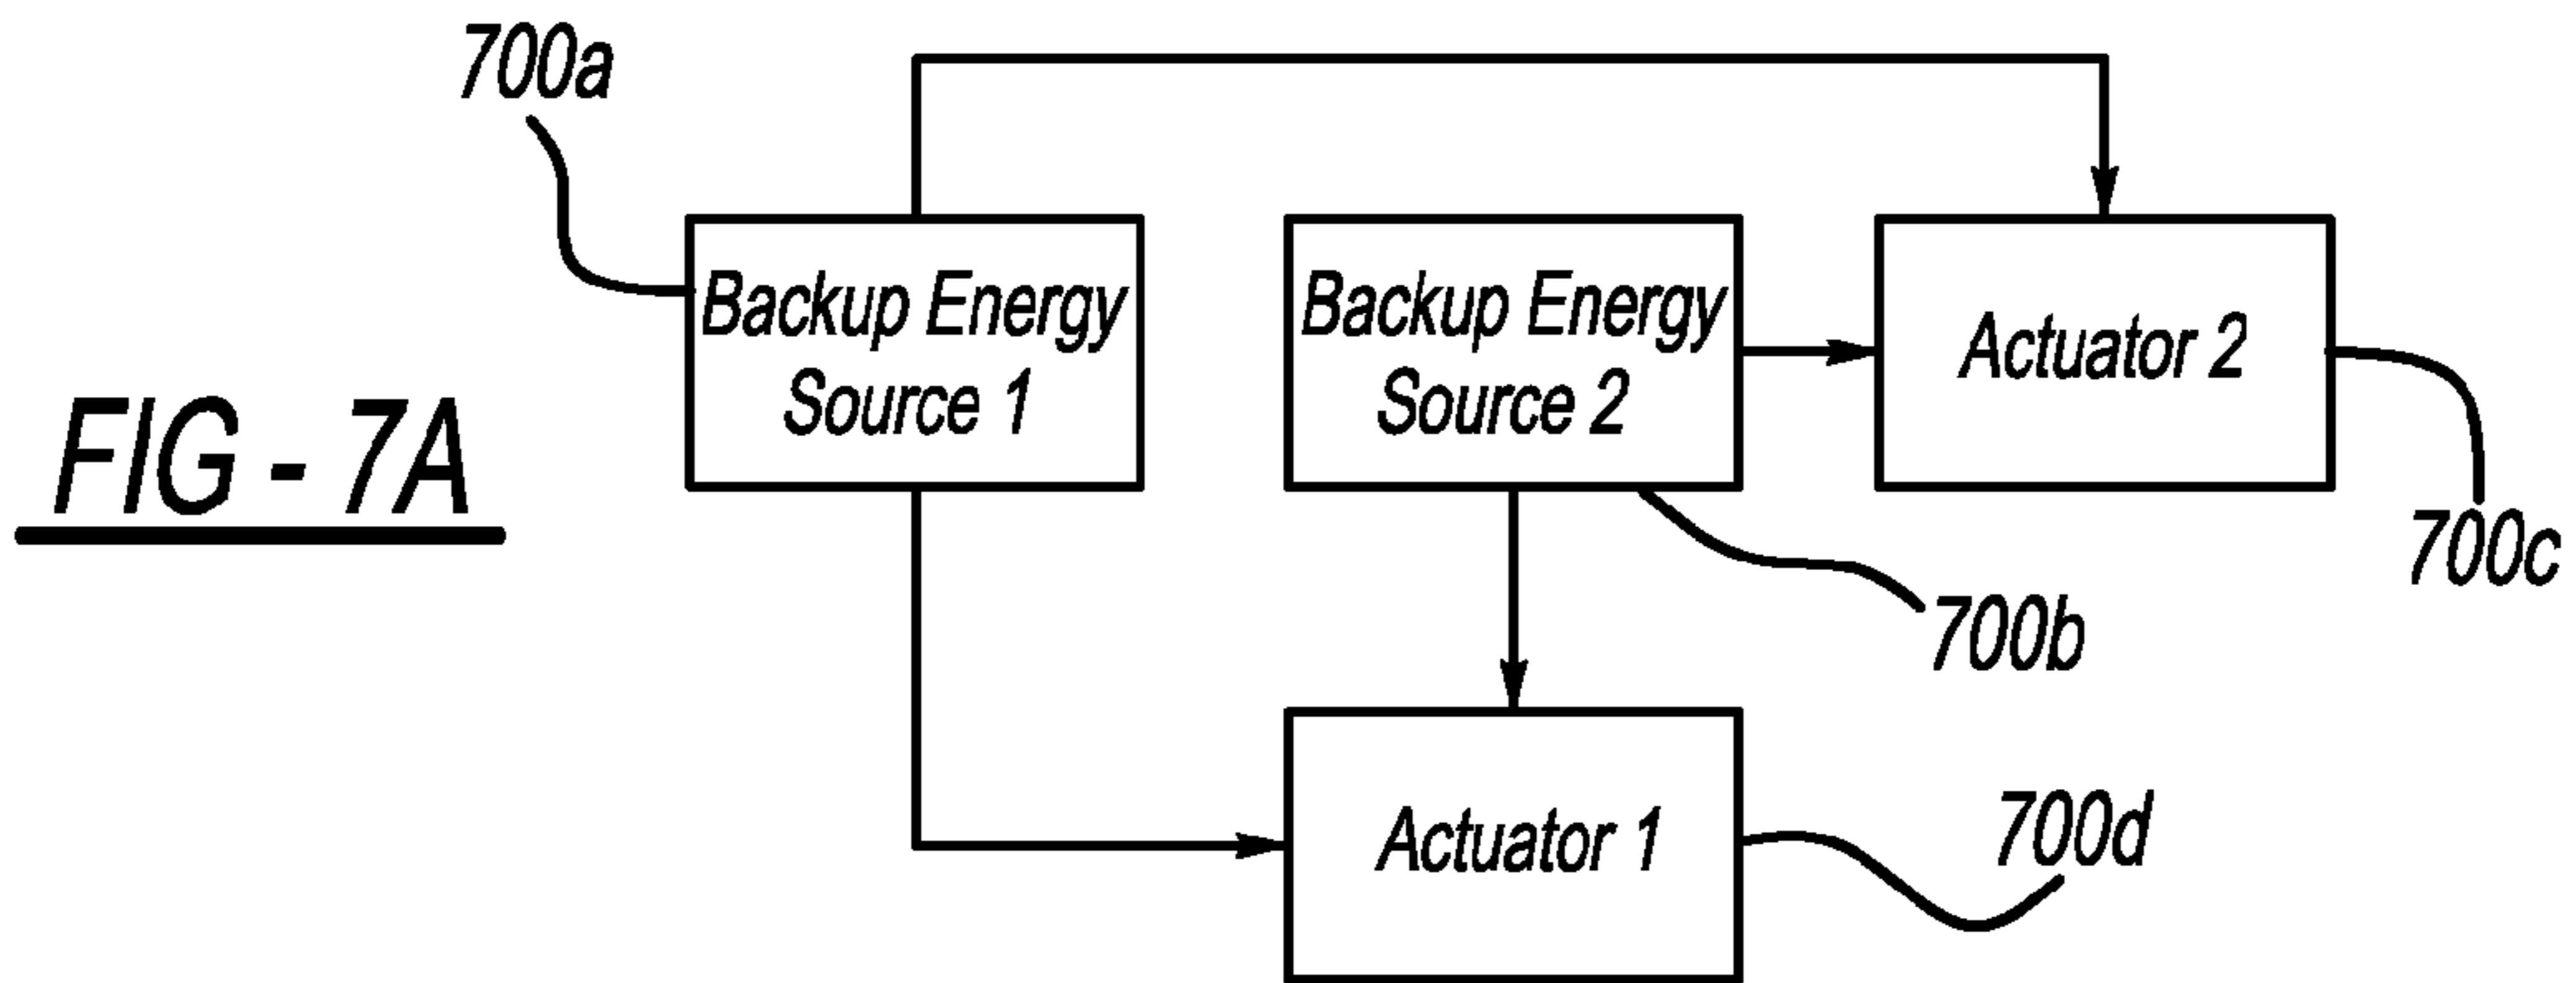 700a
Backup Energy
Source 1
Backup Energy
Source 2
Actuator 2
FIG - 7A
700c
700b
Actuator 1
700d